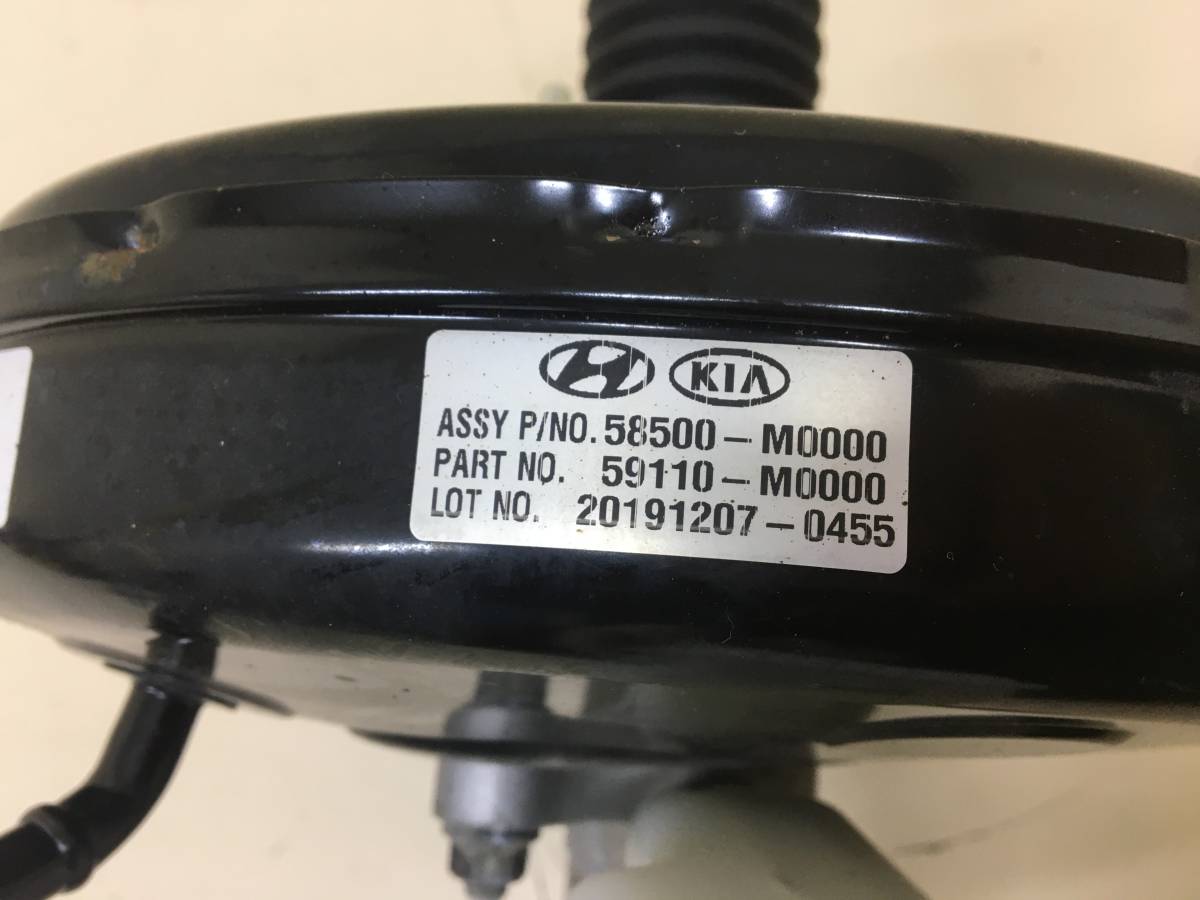 KIA
ASSY P/NO. 58500-M0000
PART NO. 59110-M0000
LOT NO. 20191207-0455